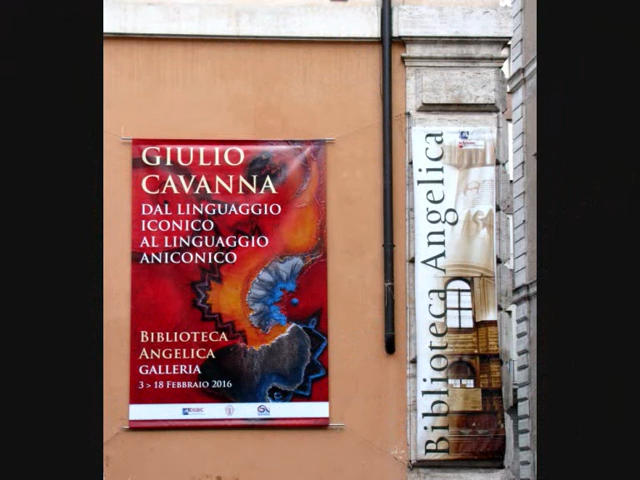 GIULIO
CAVANNA
DAL LINGUAGGIO
ICONICO
AL LINGUAGGIO
ANICONICO
BIBLIOTECA
ANGELICA
GALLERIA
3 > 18 FEBBRAIO 2016
Biblioteca Angelica